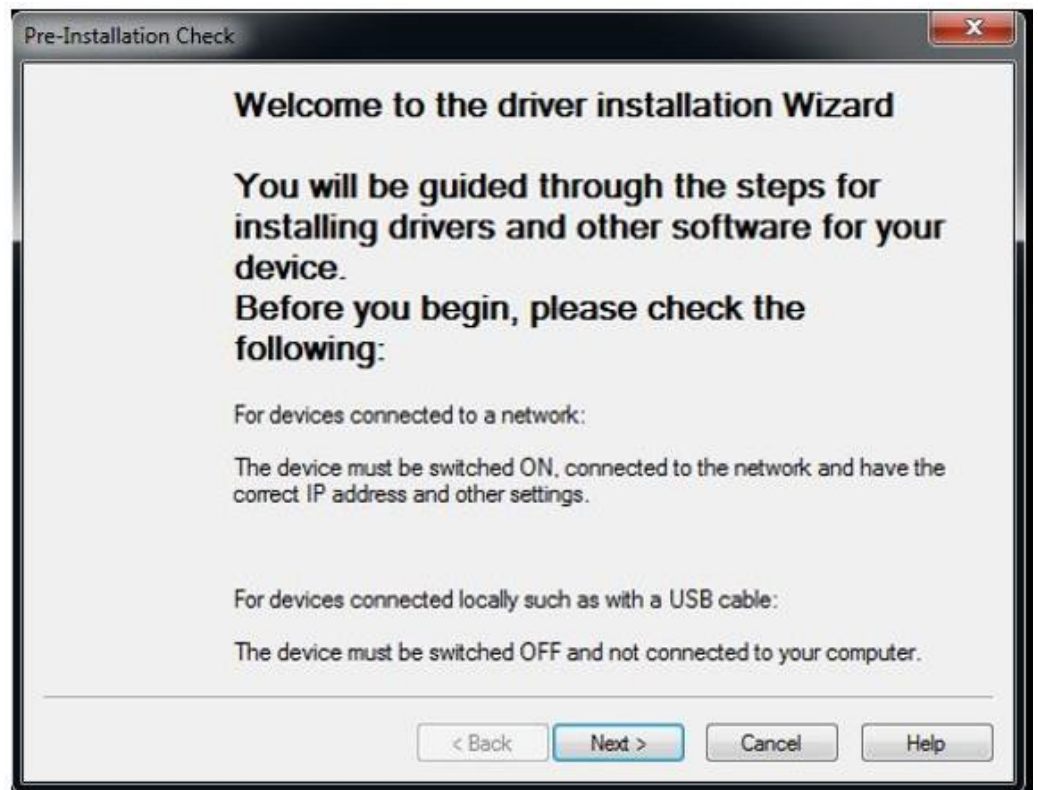 Pre-Installation Check
Welcome to the driver installation Wizard
You will be guided through the steps for
installing drivers and other software for your
device.
Before you begin, please check the
following:
For devices connected to a network:
The device must be switched ON, connected to the network and have the
correct IP address and other settings.
For devices connected locally such as with a USB cable:
The device must be switched OFF and not connected to your computer.
< Back
Next >
Cancel
Help